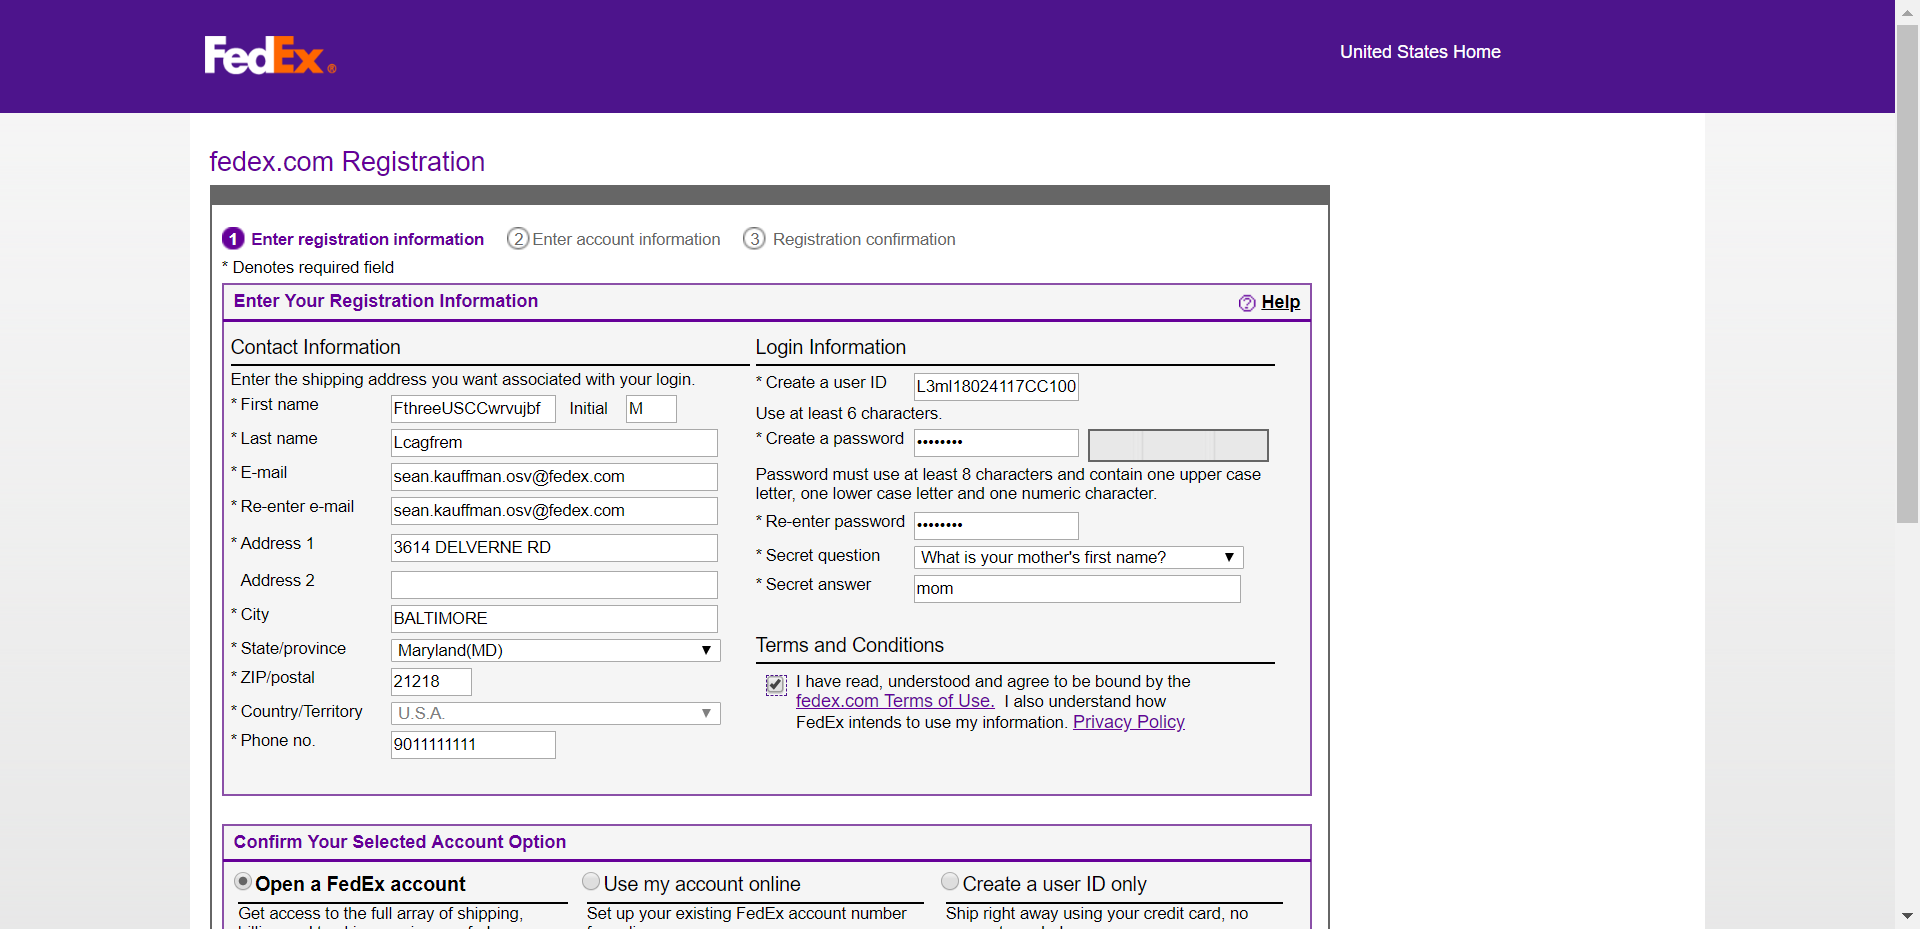 FedEx®
United States Home
fedex.com Registration
1 Enter registration information 2 Enter account information 3 Registration confirmation
* Denotes required field
Enter Your Registration Information
? Help
Contact Information
Enter the shipping address you want associated with your login.
* First name FthreeUSCCwrvujbf Initial M
* Last name Lcagfrem
* E-mail sean.kauffman.osv@fedex.com
* Re-enter e-mail sean.kauffman.osv@fedex.com
* Address 1 3614 DELVERNE RD
Address 2
* City BALTIMORE
* State/province Maryland(MD)
* ZIP/postal 21218
* Country/Territory U.S.A.
* Phone no. 9011111111
Login Information
* Create a user ID L3ml18024117CC100
Use at least 6 characters.
* Create a password ••••••••
Password must use at least 8 characters and contain one upper case
letter, one lower case letter and one numeric character.
* Re-enter password ••••••••
* Secret question What is your mother's first name?
* Secret answer mom
Terms and Conditions
I have read, understood and agree to be bound by the
fedex.com Terms of Use. I also understand how
FedEx intends to use my information. Privacy Policy
Confirm Your Selected Account Option
Open a FedEx account
Get access to the full array of shipping,
Use my account online
Set up your existing FedEx account number
Create a user ID only
Ship right away using your credit card, no